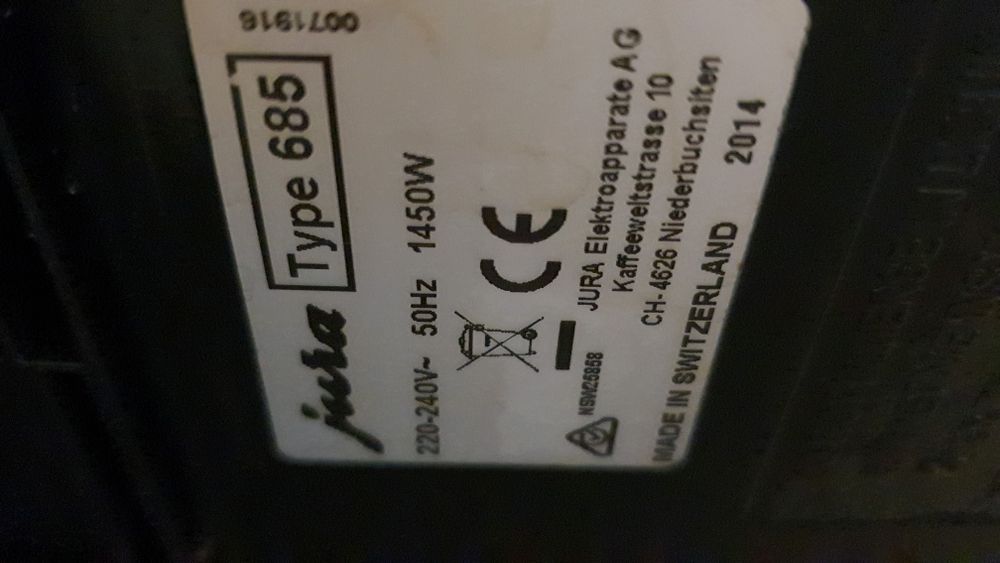 0071916
jura Type 685
220-240V~ 50Hz 1450W
CE
NSW25868
JURA Elektroapparate AG
Kaffeeweltstrasse 10
CH-4626 Niederbuchsiten
MADE IN SWITZERLAND 2014